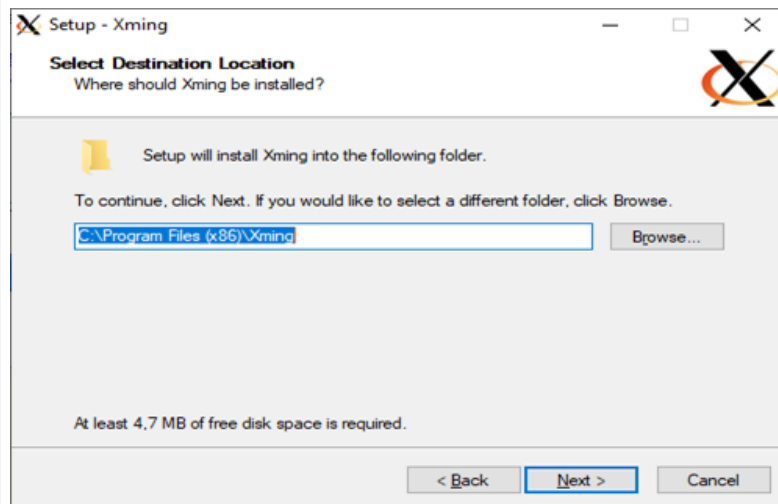 Setup - Xming
Select Destination Location
Where should Xming be installed?
Setup will install Xming into the following folder.
To continue, click Next. If you would like to select a different folder, click Browse.
C:\Program Files (x86)\Xming
Browse...
At least 4,7 MB of free disk space is required.
< Back
Next >
Cancel